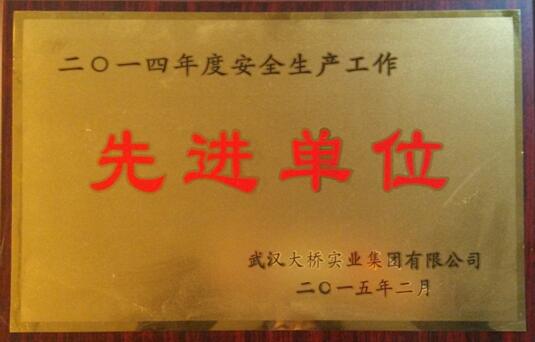 二〇一四年度安全生产工作
先进单位
武汉大桥实业集团有限公司
二〇一五年二月